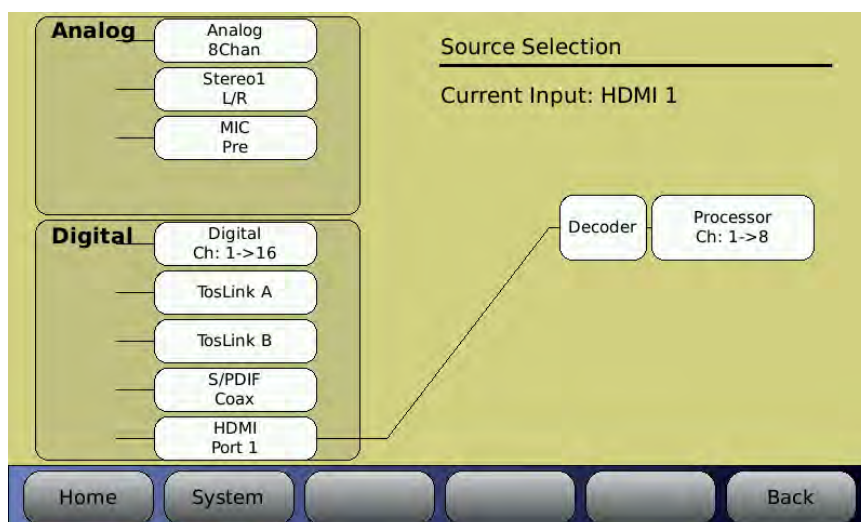 Analog
Analog
8Chan
Stereo1
L/R
MIC
Pre
Source Selection
Current Input: HDMI 1
Digital
Digital
Ch: 1->16
TosLink A
TosLink B
S/PDIF
Coax
HDMI
Port 1
Decoder
Processor
Ch: 1->8
Home
System
Back